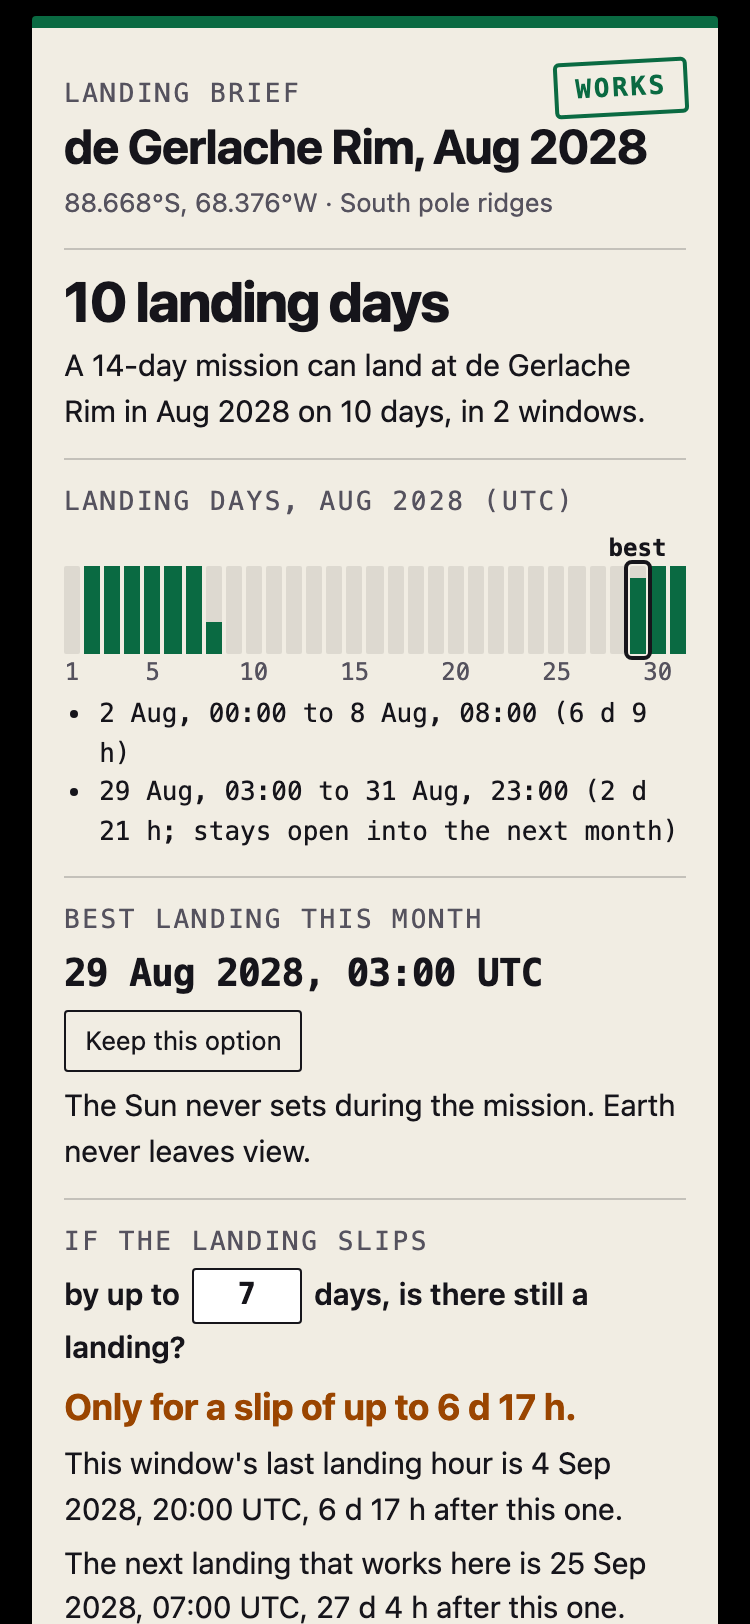 LANDING BRIEF
WORKS
de Gerlache Rim, Aug 2028
88.668°S, 68.376°W · South pole ridges
10 landing days
A 14-day mission can land at de Gerlache
Rim in Aug 2028 on 10 days, in 2 windows.
LANDING DAYS, AUG 2028 (UTC)
best
1 5 10 15 20 25 30
• 2 Aug, 00:00 to 8 Aug, 08:00 (6 d 9
h)
• 29 Aug, 03:00 to 31 Aug, 23:00 (2 d
21 h; stays open into the next month)
BEST LANDING THIS MONTH
29 Aug 2028, 03:00 UTC
Keep this option
The Sun never sets during the mission. Earth
never leaves view.
IF THE LANDING SLIPS
by up to 7 days, is there still a
landing?
Only for a slip of up to 6 d 17 h.
This window's last landing hour is 4 Sep
2028, 20:00 UTC, 6 d 17 h after this one.
The next landing that works here is 25 Sep
2028, 07:00 UTC, 27 d 4 h after this one.